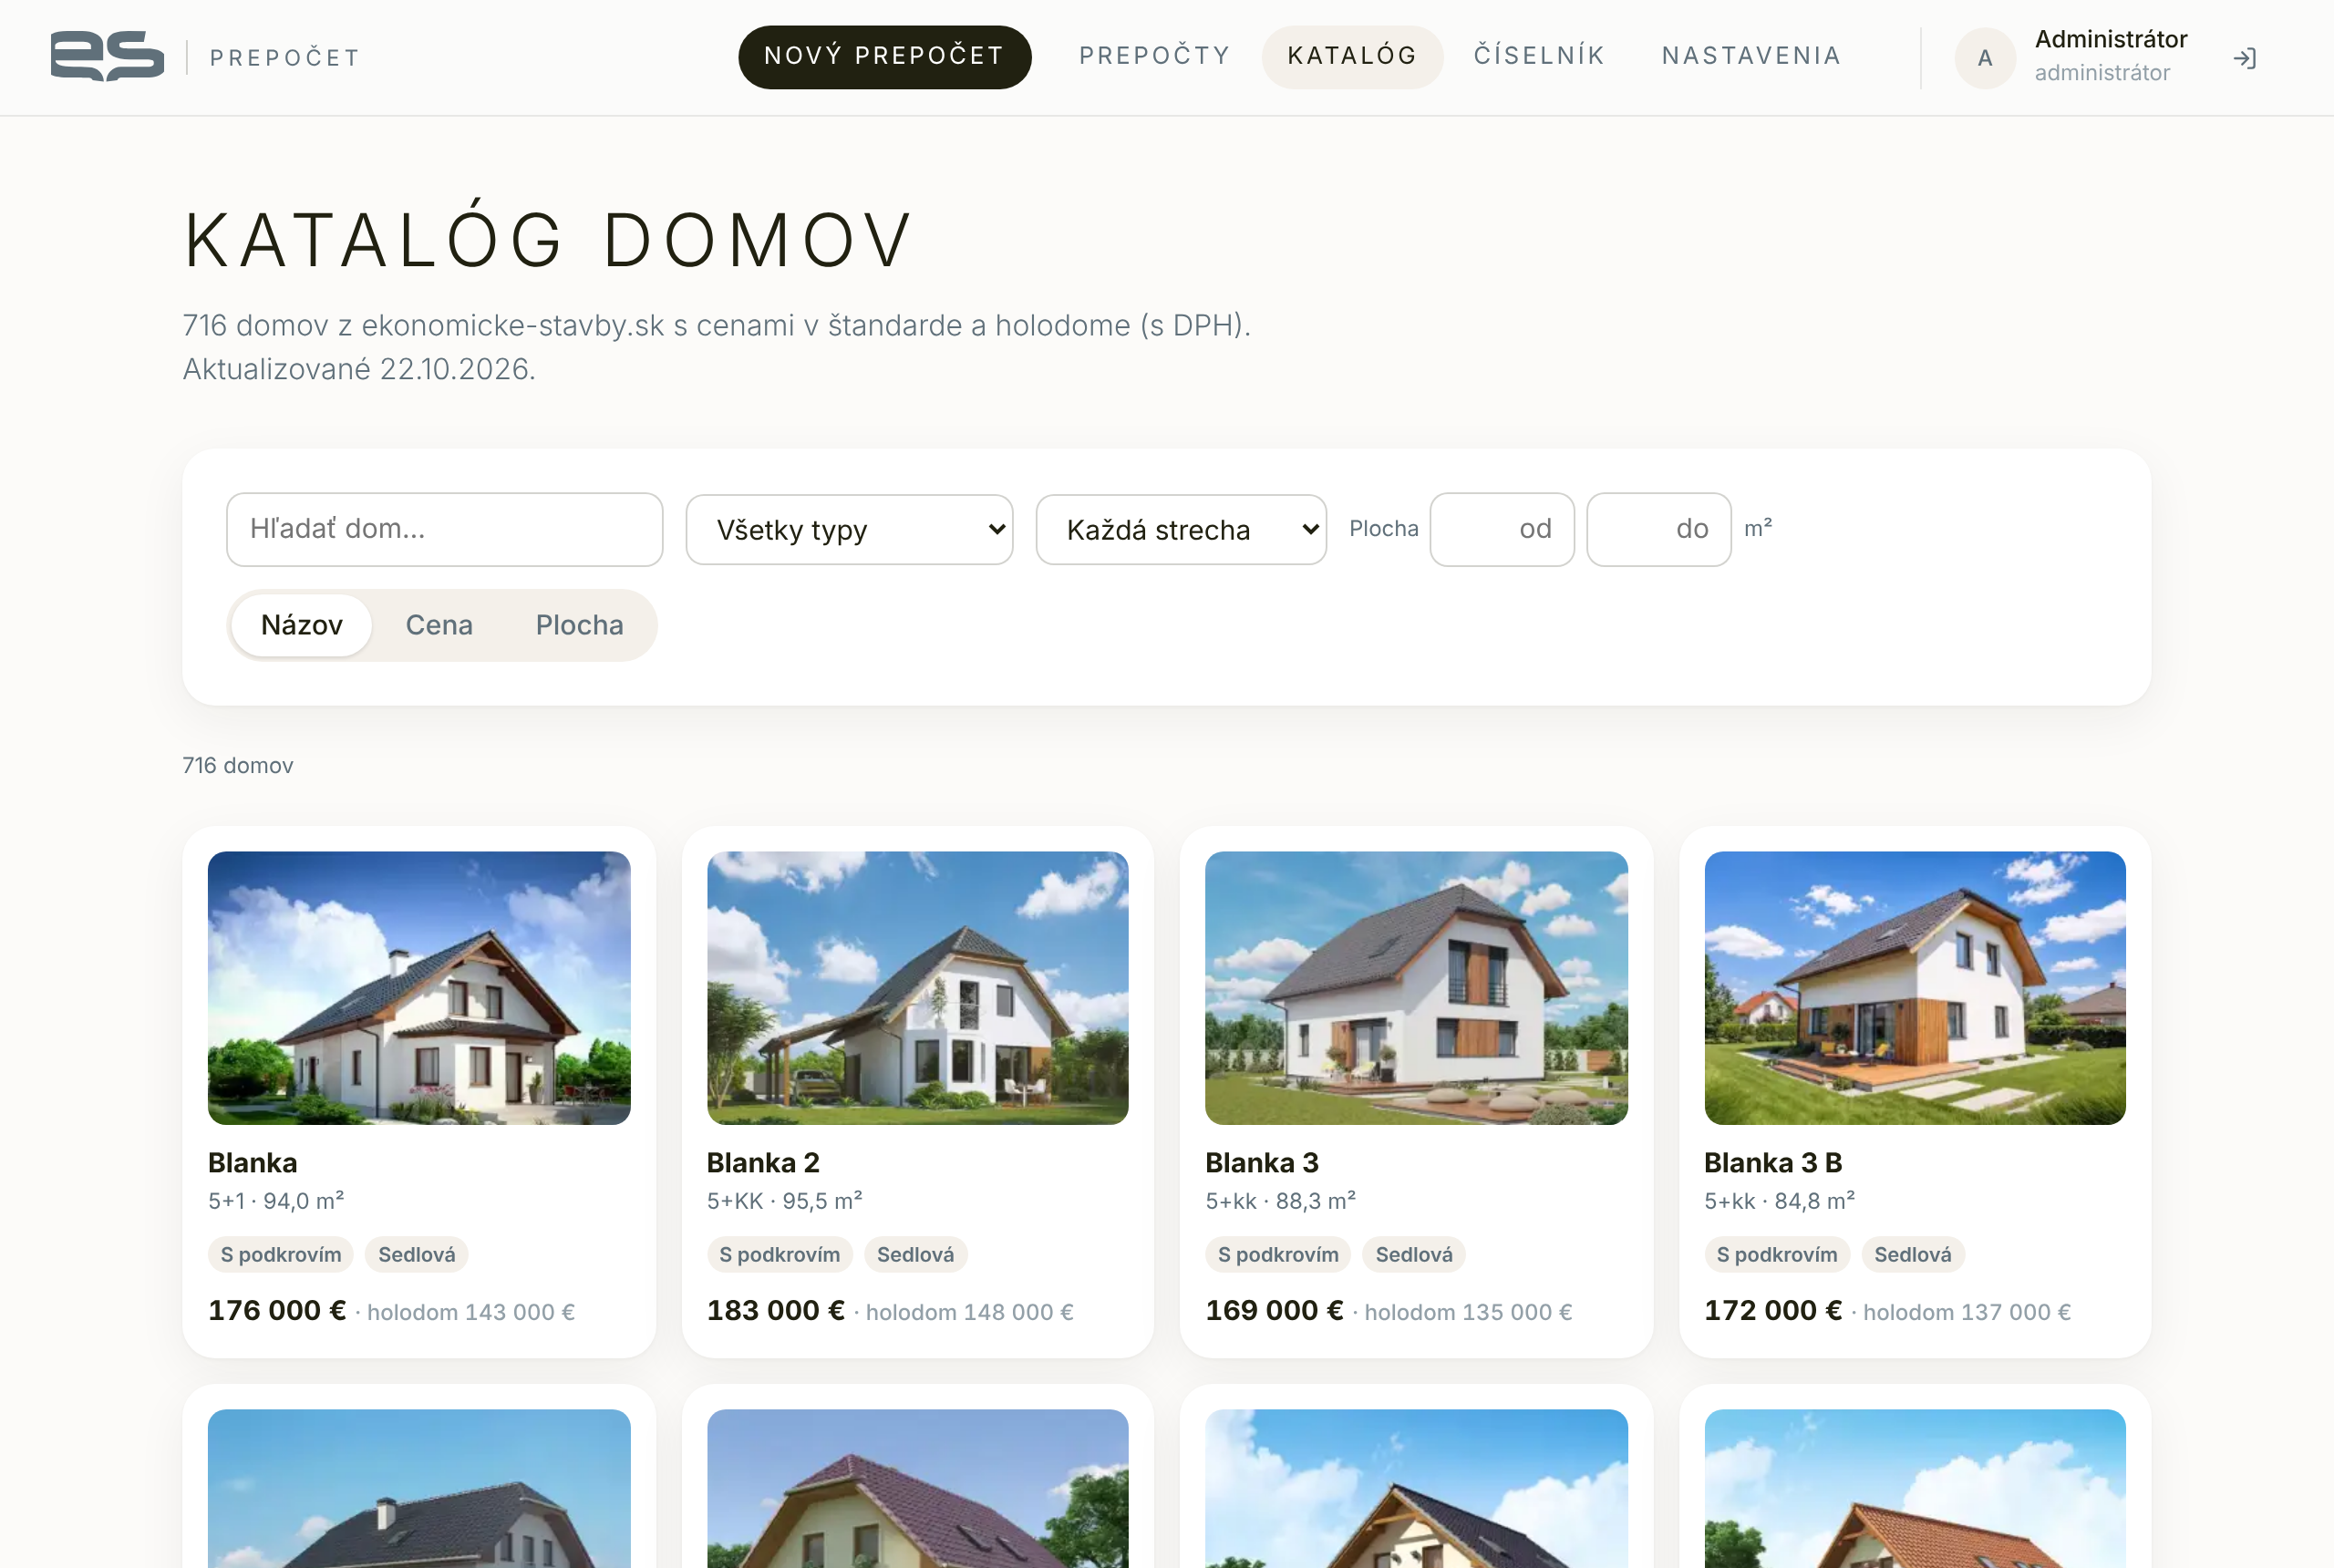 es PREPOČET NOVÝ PREPOČET PREPOČTY KATALÓG ČÍSELNÍK NASTAVENIA A Administrátor
administrátor
KATALÓG DOMOV
716 domov z ekonomicke-stavby.sk s cenami v štandarde a holodome (s DPH).
Aktualizované 22.10.2026.
Hľadať dom... Všetky typy Každá strecha Plocha od do m²
Názov Cena Plocha
716 domov
Blanka
5+1 · 94,0 m²
S podkrovím Sedlová
176 000 € · holodom 143 000 €
Blanka 2
5+KK · 95,5 m²
S podkrovím Sedlová
183 000 € · holodom 148 000 €
Blanka 3
5+kk · 88,3 m²
S podkrovím Sedlová
169 000 € · holodom 135 000 €
Blanka 3 B
5+kk · 84,8 m²
S podkrovím Sedlová
172 000 € · holodom 137 000 €